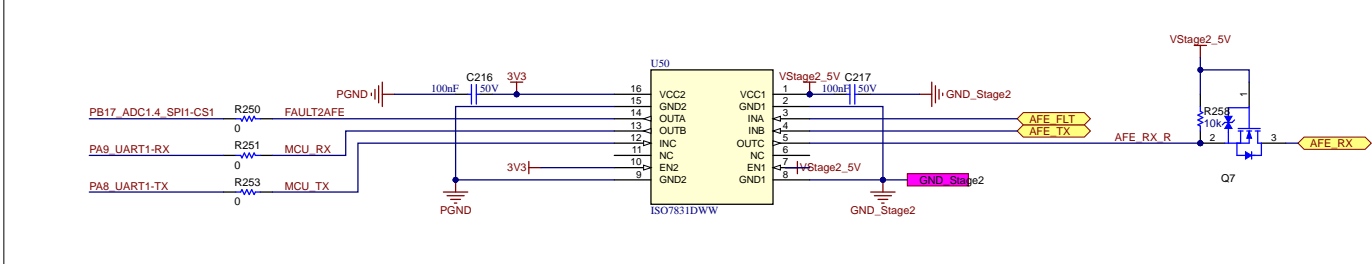 VStage2_5V
U50
PGND
C216
100nF
50V
3V3
VStage2_5V
C217
100nF
50V
GND_Stage2
16
VCC2
VCC1
1
15
GND2
GND1
2
PB17_ADC1.4_SPI1-CS1
R250
0
FAULT2AFE
14
OUTA
INA
3
AFE_FLT
13
OUTB
INB
4
AFE_TX
12
INC
OUTC
5
AFE_RX_R
R258
10k
1
2
3
AFE_RX
Q7
PA9_UART1-RX
R251
0
MCU_RX
11
NC
NC
6
3V3
10
EN2
EN1
7
VStage2_5V
9
GND2
GND1
8
GND_Stage2
PA8_UART1-TX
R253
0
MCU_TX
PGND
ISO7831DWW
GND_Stage2